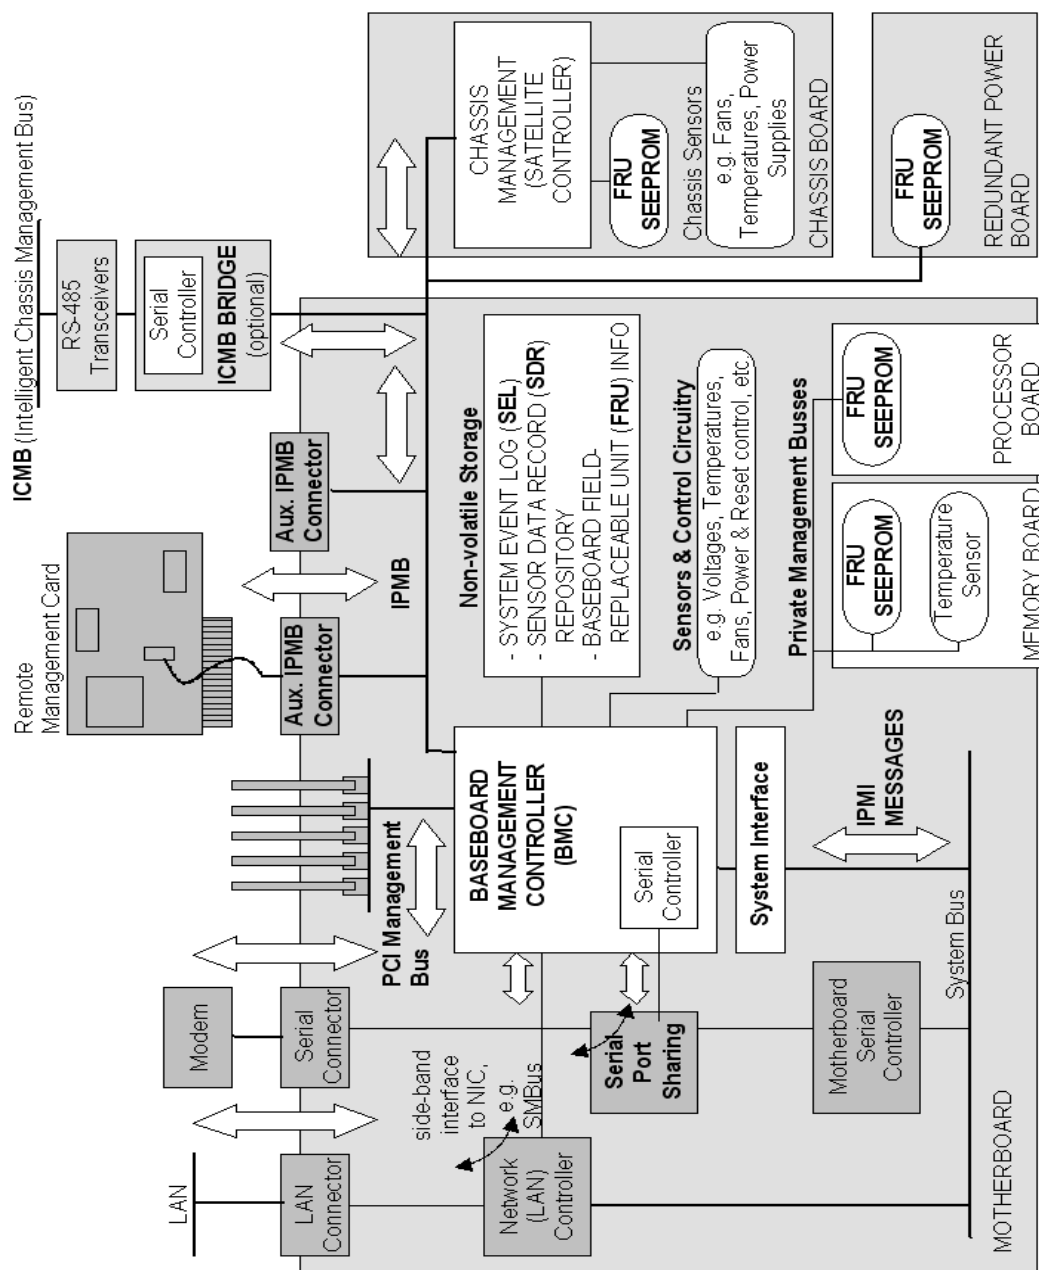 ICMB (Intelligent Chassis Management Bus)
RS-485
Transceivers
Serial
Controller
ICMB BRIDGE
(optional)
Remote
Management Card
Aux. IPMB
Connector
Aux. IPMB
Connector
IPMB
Modem
Serial
Connector
LAN
LAN
Connector
PCI Management
Bus
side-band
interface
to NIC,
e.g.
SMBus
Network
(LAN)
Controller
Serial
Port
Sharing
Motherboard
Serial
Controller
System Bus
MOTHERBOARD
BASEBOARD
MANAGEMENT
CONTROLLER
(BMC)
Serial
Controller
System Interface
IPMI
MESSAGES
Non-volatile Storage
- SYSTEM EVENT LOG (SEL)
- SENSOR DATA RECORD (SDR)
REPOSITORY
- BASEBOARD FIELD-
REPLACEABLE UNIT (FRU) INFO
Sensors & Control Circuitry
e.g. Voltages, Temperatures,
Fans, Power & Reset control, etc.
Private Management Busses
FRU
SEEPROM
Temperature
Sensor
MEMORY BOARD
FRU
SEEPROM
PROCESSOR
BOARD
CHASSIS
MANAGEMENT
(SATELLITE
CONTROLLER)
FRU
SEEPROM
Chassis Sensors
e.g. Fans,
Temperatures, Power
Supplies
CHASSIS BOARD
FRU
SEEPROM
REDUNDANT POWER
BOARD